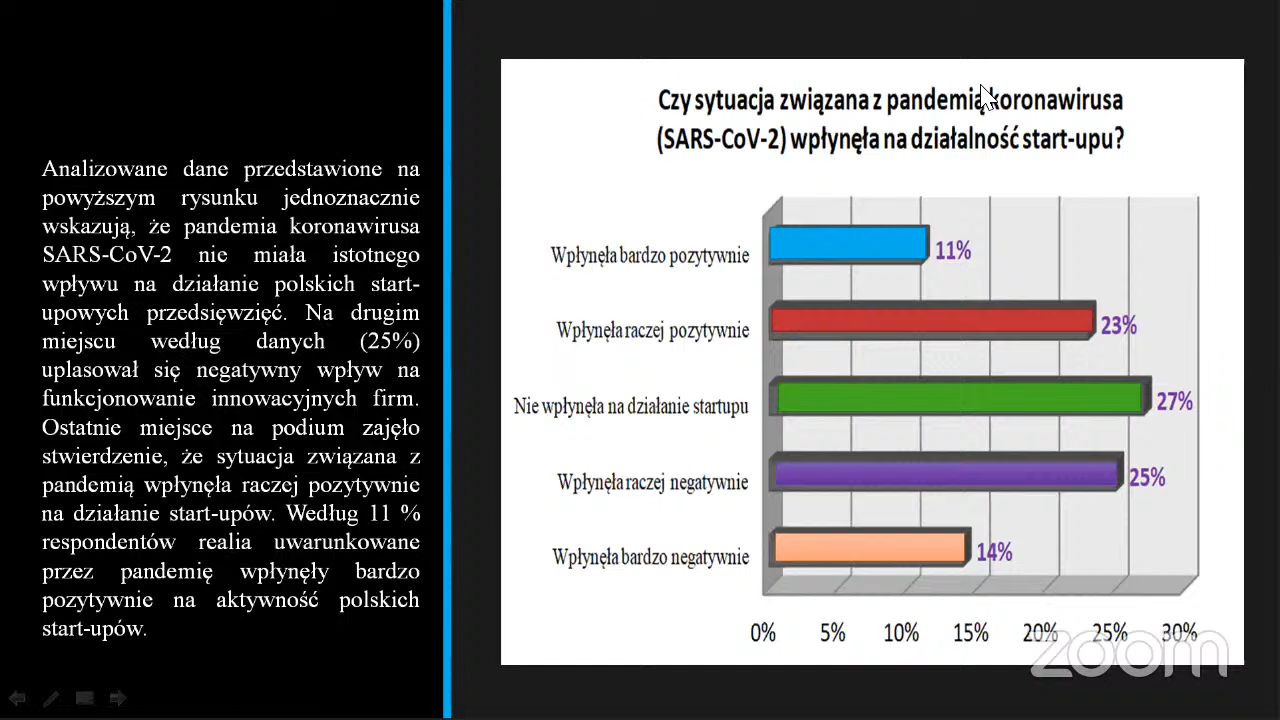 Analizowane dane przedstawione na
powyższym rysunku jednoznacznie
wskazują, że pandemia koronawirusa
SARS-CoV-2 nie miała istotnego
wpływu na działanie polskich start-
upowych przedsięwzięć. Na drugim
miejscu według danych (25%)
uplasował się negatywny wpływ na
funkcjonowanie innowacyjnych firm.
Ostatnie miejsce na podium zajęło
stwierdzenie, że sytuacja związana z
pandemią wpłynęła raczej pozytywnie
na działanie start-upów. Według 11 %
respondentów realia uwarunkowane
przez pandemię wpłynęły bardzo
pozytywnie na aktywność polskich
start-upów.
Czy sytuacja związana z pandemią koronawirusa
(SARS-CoV-2) wpłynęła na działalność start-upu?
Wpłynęła bardzo pozytywnie 11%
Wpłynęła raczej pozytywnie 23%
Nie wpłynęła na działanie startupu 27%
Wpłynęła raczej negatywnie 25%
Wpłynęła bardzo negatywnie 14%
0% 5% 10% 15% 20% 25% 30%
zoom